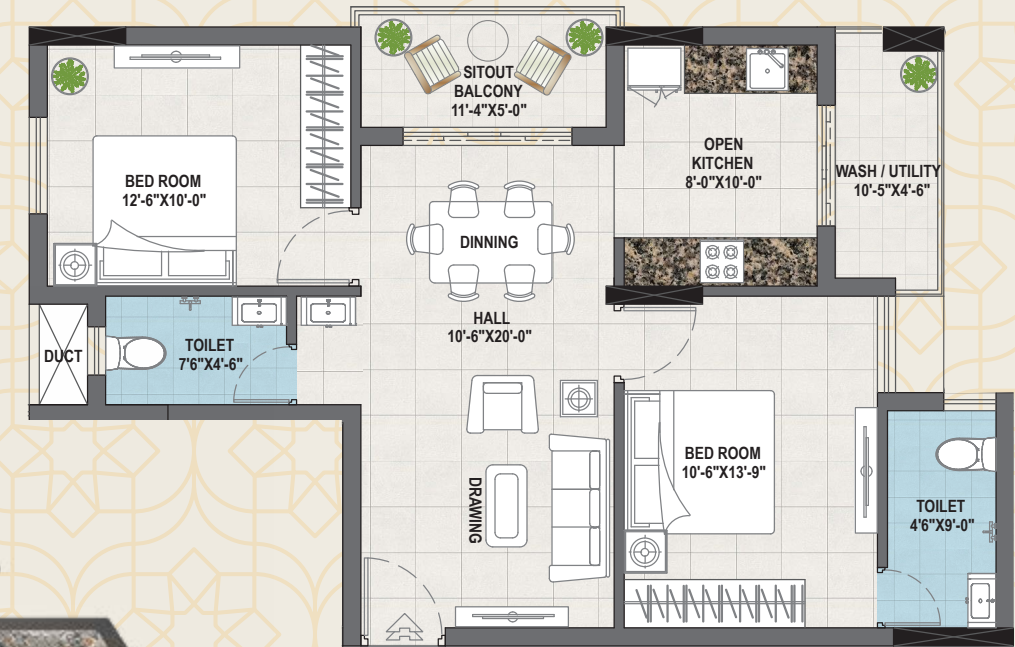 SITOUT
BALCONY
11'-4"X5'-0"
OPEN
KITCHEN
8'-0"X10'-0"
WASH / UTILITY
10'-5"X4'-6"
BED ROOM
12'-6"X10'-0"
DINNING
HALL
10'-6"X20'-0"
DUCT
TOILET
7'6"X4'-6"
DRAWING
BED ROOM
10'-6"X13'-9"
TOILET
4'6"X9'-0"